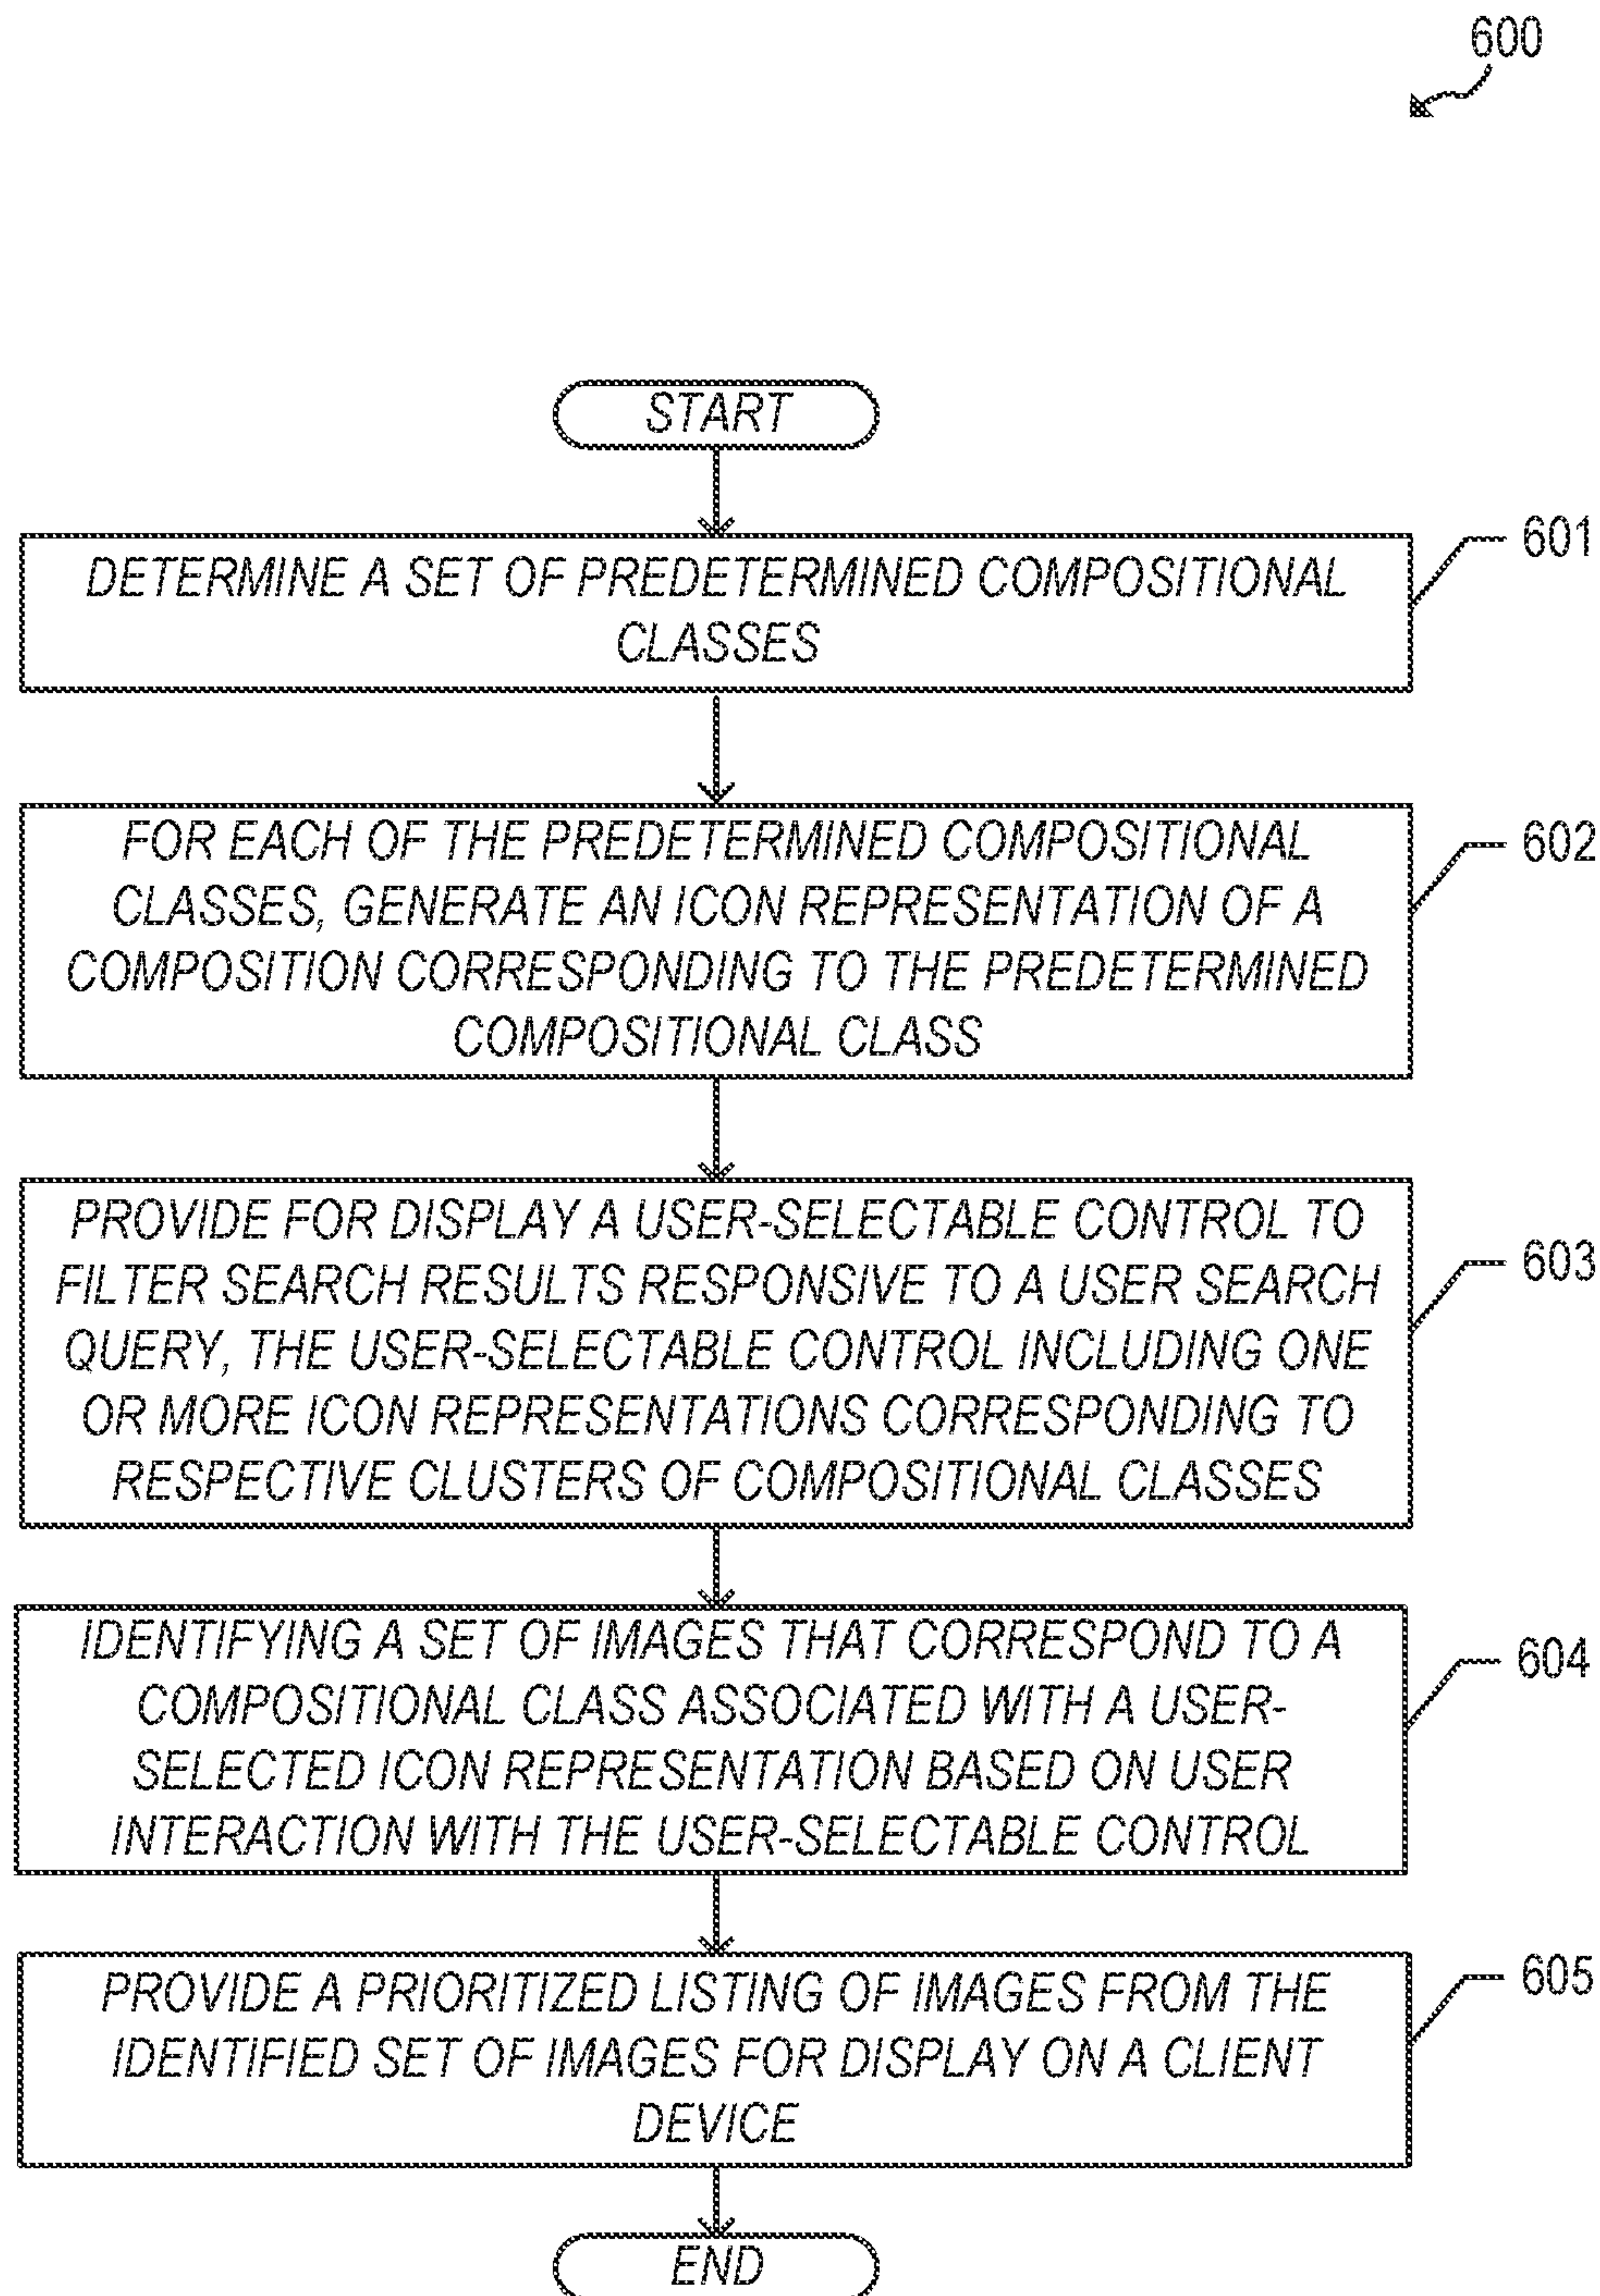 600
START
DETERMINE A SET OF PREDETERMINED COMPOSITIONAL
CLASSES
601
FOR EACH OF THE PREDETERMINED COMPOSITIONAL
CLASSES, GENERATE AN ICON REPRESENTATION OF A
COMPOSITION CORRESPONDING TO THE PREDETERMINED
COMPOSITIONAL CLASS
602
PROVIDE FOR DISPLAY A USER-SELECTABLE CONTROL TO
FILTER SEARCH RESULTS RESPONSIVE TO A USER SEARCH
QUERY, THE USER-SELECTABLE CONTROL INCLUDING ONE
OR MORE ICON REPRESENTATIONS CORRESPONDING TO
RESPECTIVE CLUSTERS OF COMPOSITIONAL CLASSES
603
IDENTIFYING A SET OF IMAGES THAT CORRESPOND TO A
COMPOSITIONAL CLASS ASSOCIATED WITH A USER-
SELECTED ICON REPRESENTATION BASED ON USER
INTERACTION WITH THE USER-SELECTABLE CONTROL
604
PROVIDE A PRIORITIZED LISTING OF IMAGES FROM THE
IDENTIFIED SET OF IMAGES FOR DISPLAY ON A CLIENT
DEVICE
605
END